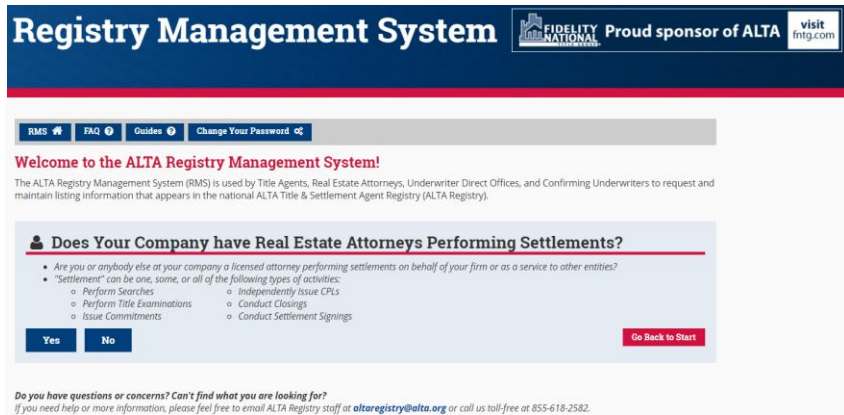 Registry Management System
FIDELITY
NATIONAL
TITLE GROUP
Proud sponsor of ALTA
visit
fntg.com
RMS
FAQ
Guides
Change Your Password
Welcome to the ALTA Registry Management System!
The ALTA Registry Management System (RMS) is used by Title Agents, Real Estate Attorneys, Underwriter Direct Offices, and Confirming Underwriters to request and
maintain listing information that appears in the national ALTA Title & Settlement Agent Registry (ALTA Registry).
Does Your Company have Real Estate Attorneys Performing Settlements?
Are you or anybody else at your company a licensed attorney performing settlements on behalf of your firm or as a service to other entities?
"Settlement" can be one, some, or all of the following types of activities:
Perform Searches
Perform Title Examinations
Issue Commitments
Independently Issue CPLs
Conduct Closings
Conduct Settlement Signings
Yes
No
Go Back to Start
Do you have questions or concerns? Can't find what you are looking for?
If you need help or more information, please feel free to email ALTA Registry staff at altaregistry@alta.org or call us toll-free at 855-618-2582.